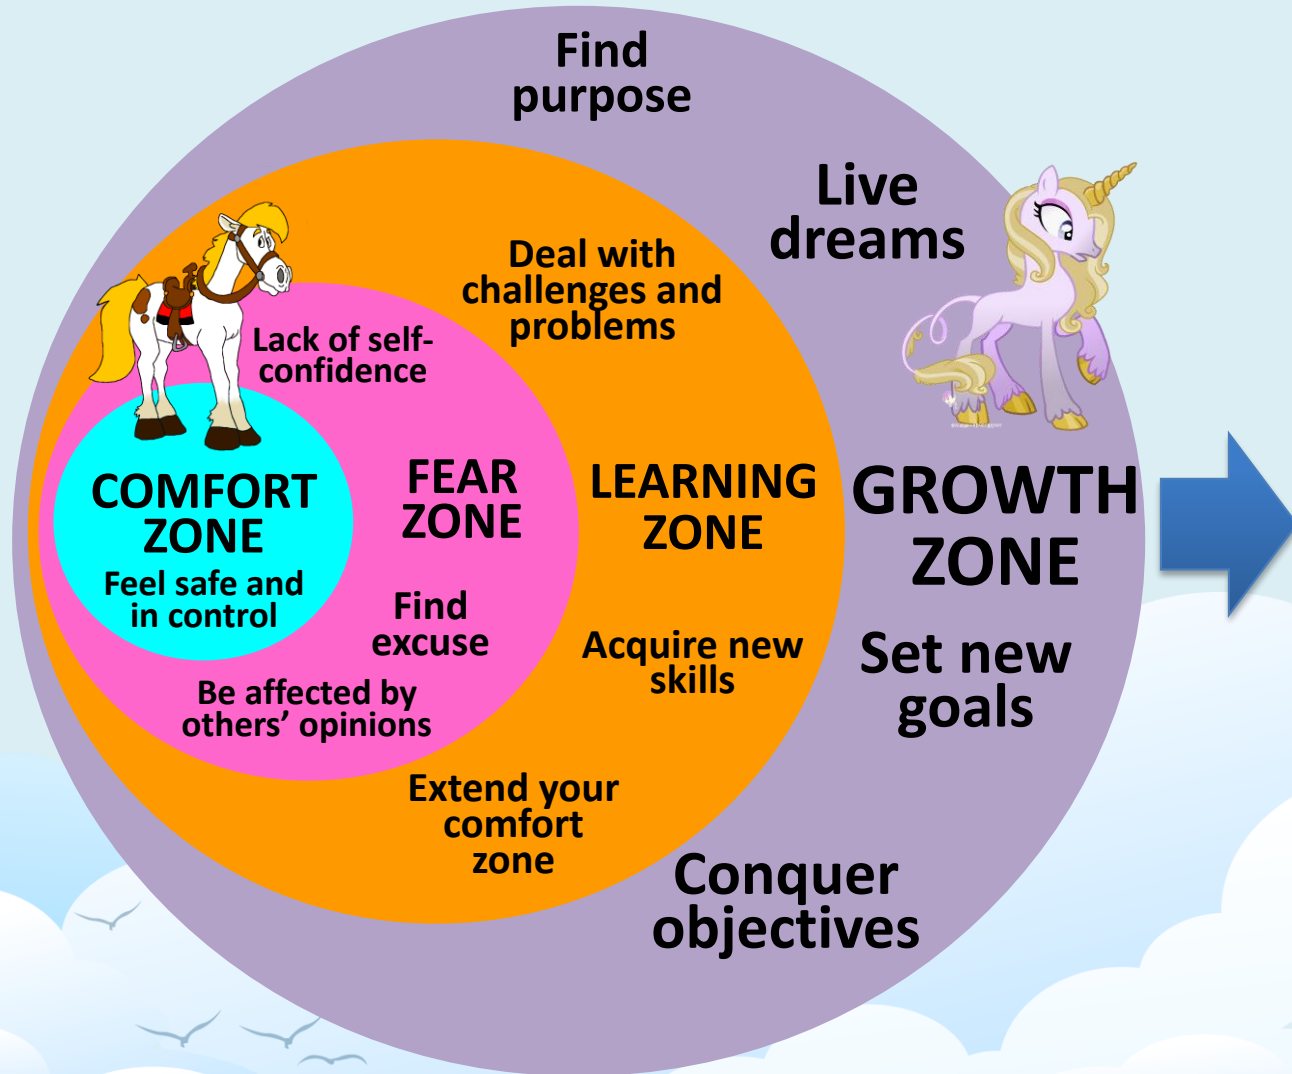 Find
purpose
Live
dreams
Deal with
challenges and
problems
Lack of self-
confidence
COMFORT
ZONE
Feel safe and
in control
FEAR
ZONE
Find
excuse
Be affected by
others’ opinions
LEARNING
ZONE
Acquire new
skills
Extend your
comfort
zone
GROWTH
ZONE
Set new
goals
Conquer
objectives